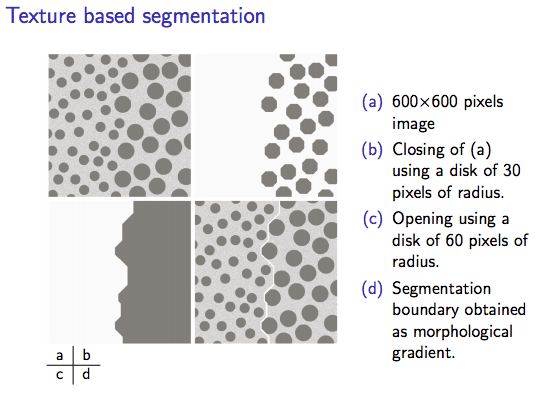 Texture based segmentation
(a) 600×600 pixels
image
(b) Closing of (a)
using a disk of 30
pixels of radius.
(c) Opening using a
disk of 60 pixels of
radius.
(d) Segmentation
boundary obtained
as morphological
gradient.
a b
c d